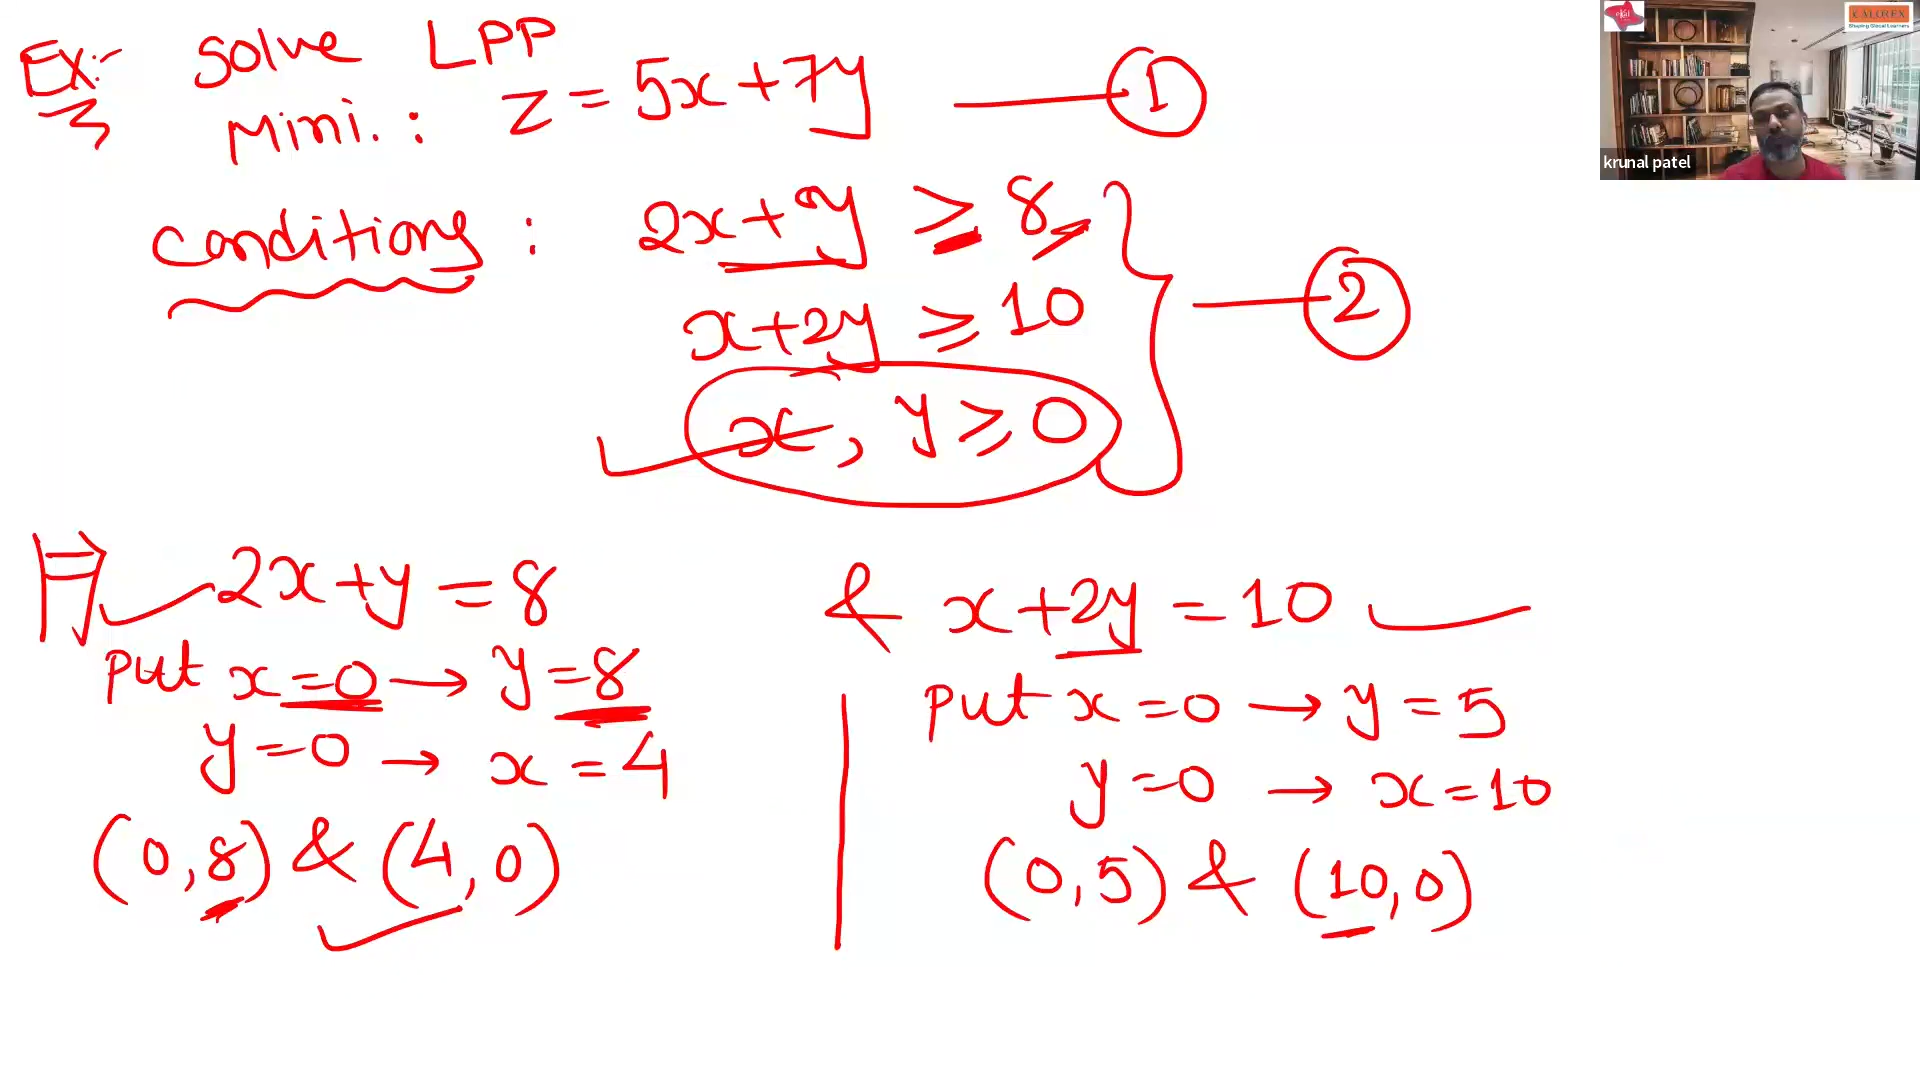 Ex:- Solve LPP
Mini. : z = 5x + 7y — 1
Conditions : 2x + y ≥ 8
x + 2y ≥ 10 — 2
x, y ≥ 0
2x + y = 8 & x + 2y = 10
Put x = 0 → y = 8
y = 0 → x = 4
(0, 8) & (4, 0)
Put x = 0 → y = 5
y = 0 → x = 10
(0, 5) & (10, 0)
krunal patel
KALOREX